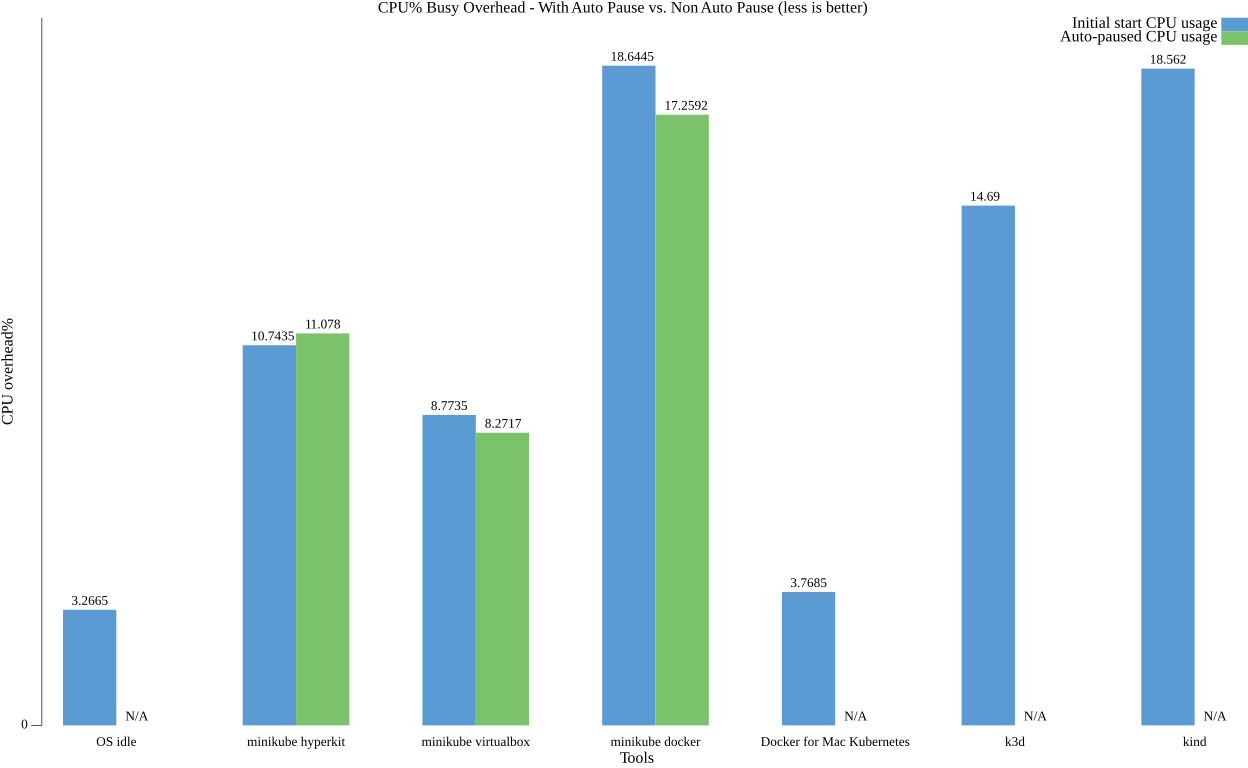 CPU% Busy Overhead - With Auto Pause vs. Non Auto Pause (less is better)
Initial start CPU usage
Auto-paused CPU usage
CPU overhead%
0
3.2665
N/A
10.7435
11.078
8.7735
8.2717
18.6445
17.2592
3.7685
N/A
14.69
N/A
18.562
N/A
OS idle
minikube hyperkit
minikube virtualbox
minikube docker
Docker for Mac Kubernetes
k3d
kind
Tools